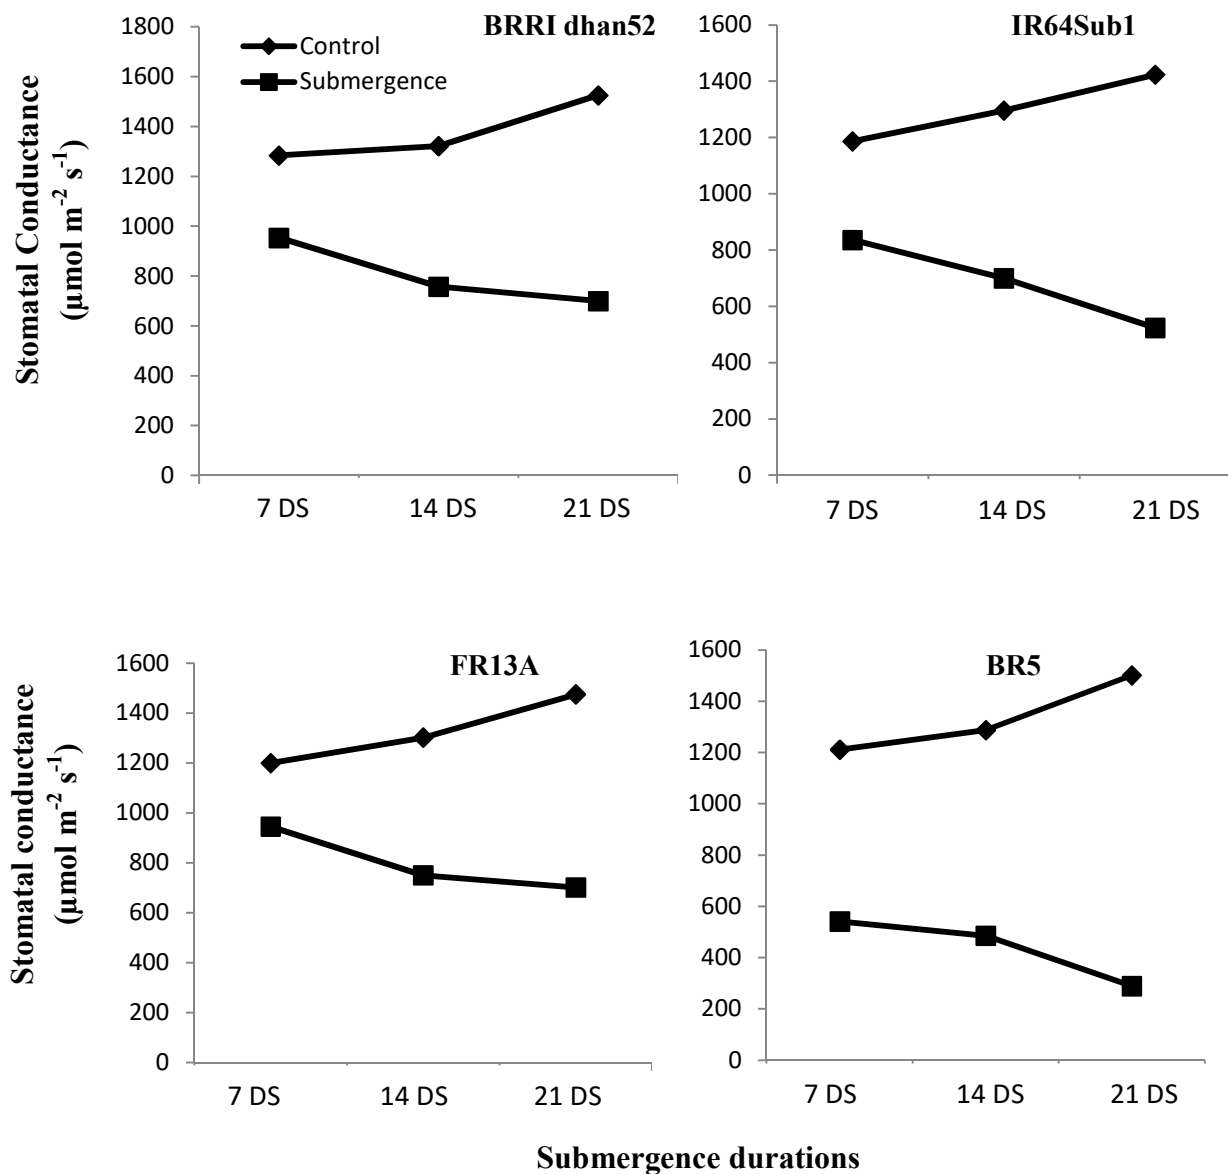 BRRI dhan52
Control
Submergence
Stomatal Conductance
(µmol m⁻² s⁻¹)
1800
1600
1400
1200
1000
800
600
400
200
0
7 DS 14 DS 21 DS
IR64Sub1
1600
1400
1200
1000
800
600
400
200
0
7 DS 14 DS 21 DS
FR13A
Stomatal conductance
(µmol m⁻² s⁻¹)
1600
1400
1200
1000
800
600
400
200
0
7 DS 14 DS 21 DS
BR5
1600
1400
1200
1000
800
600
400
200
0
7 DS 14 DS 21 DS
Submergence durations